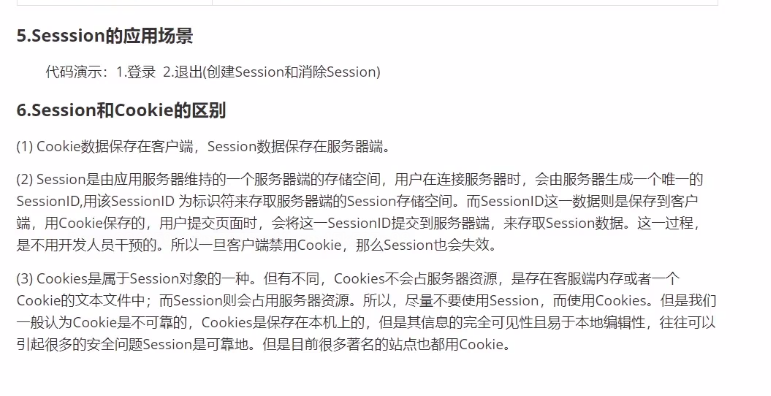 5.Sesssion的应用场景
代码演示：1.登录 2.退出(创建Session和消除Session)
6.Session和Cookie的区别
(1) Cookie数据保存在客户端，Session数据保存在服务器端。
(2) Session是由应用服务器维持的一个服务器端的存储空间，用户在连接服务器时，会由服务器生成一个唯一的
SessionID,用该SessionID 为标识符来存取服务器端的Session存储空间。而SessionID这一数据则是保存到客户
端，用Cookie保存的，用户提交页面时，会将这一SessionID提交到服务器端，来存取Session数据。这一过程，
是不用开发人员干预的。所以一旦客户端禁用Cookie，那么Session也会失效。
(3) Cookies是属于Session对象的一种。但有不同，Cookies不会占服务器资源，是存在客服端内存或者一个
Cookie的文本文件中；而Session则会占用服务器资源。所以，尽量不要使用Session，而使用Cookies。但是我们
一般认为Cookie是不可靠的，Cookies是保存在本机上的，但是其信息的完全可见性且易于本地编辑性，往往可以
引起很多的安全问题Session是可靠地。但是目前很多著名的站点也都用Cookie。